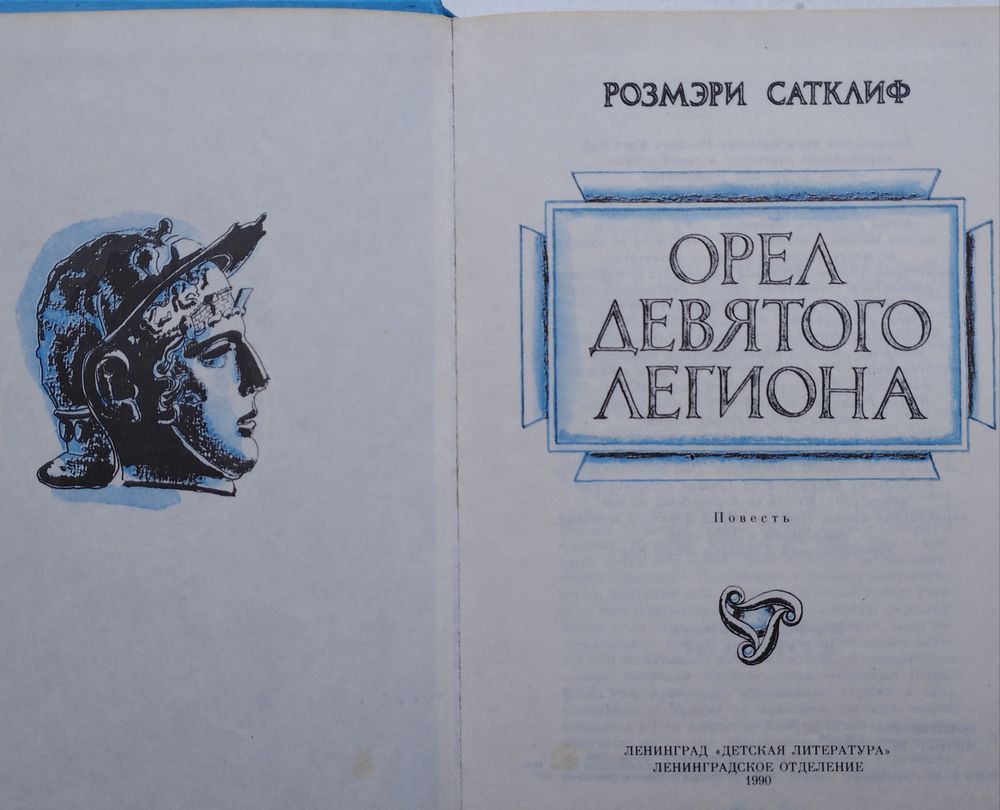 РОЗМЭРИ САТКЛИФ
ОРЕЛ
ДЕВЯТОГО
ЛЕГИОНА
Повесть
ЛЕНИНГРАД «ДЕТСКАЯ ЛИТЕРАТУРА»
ЛЕНИНГРАДСКОЕ ОТДЕЛЕНИЕ
1990